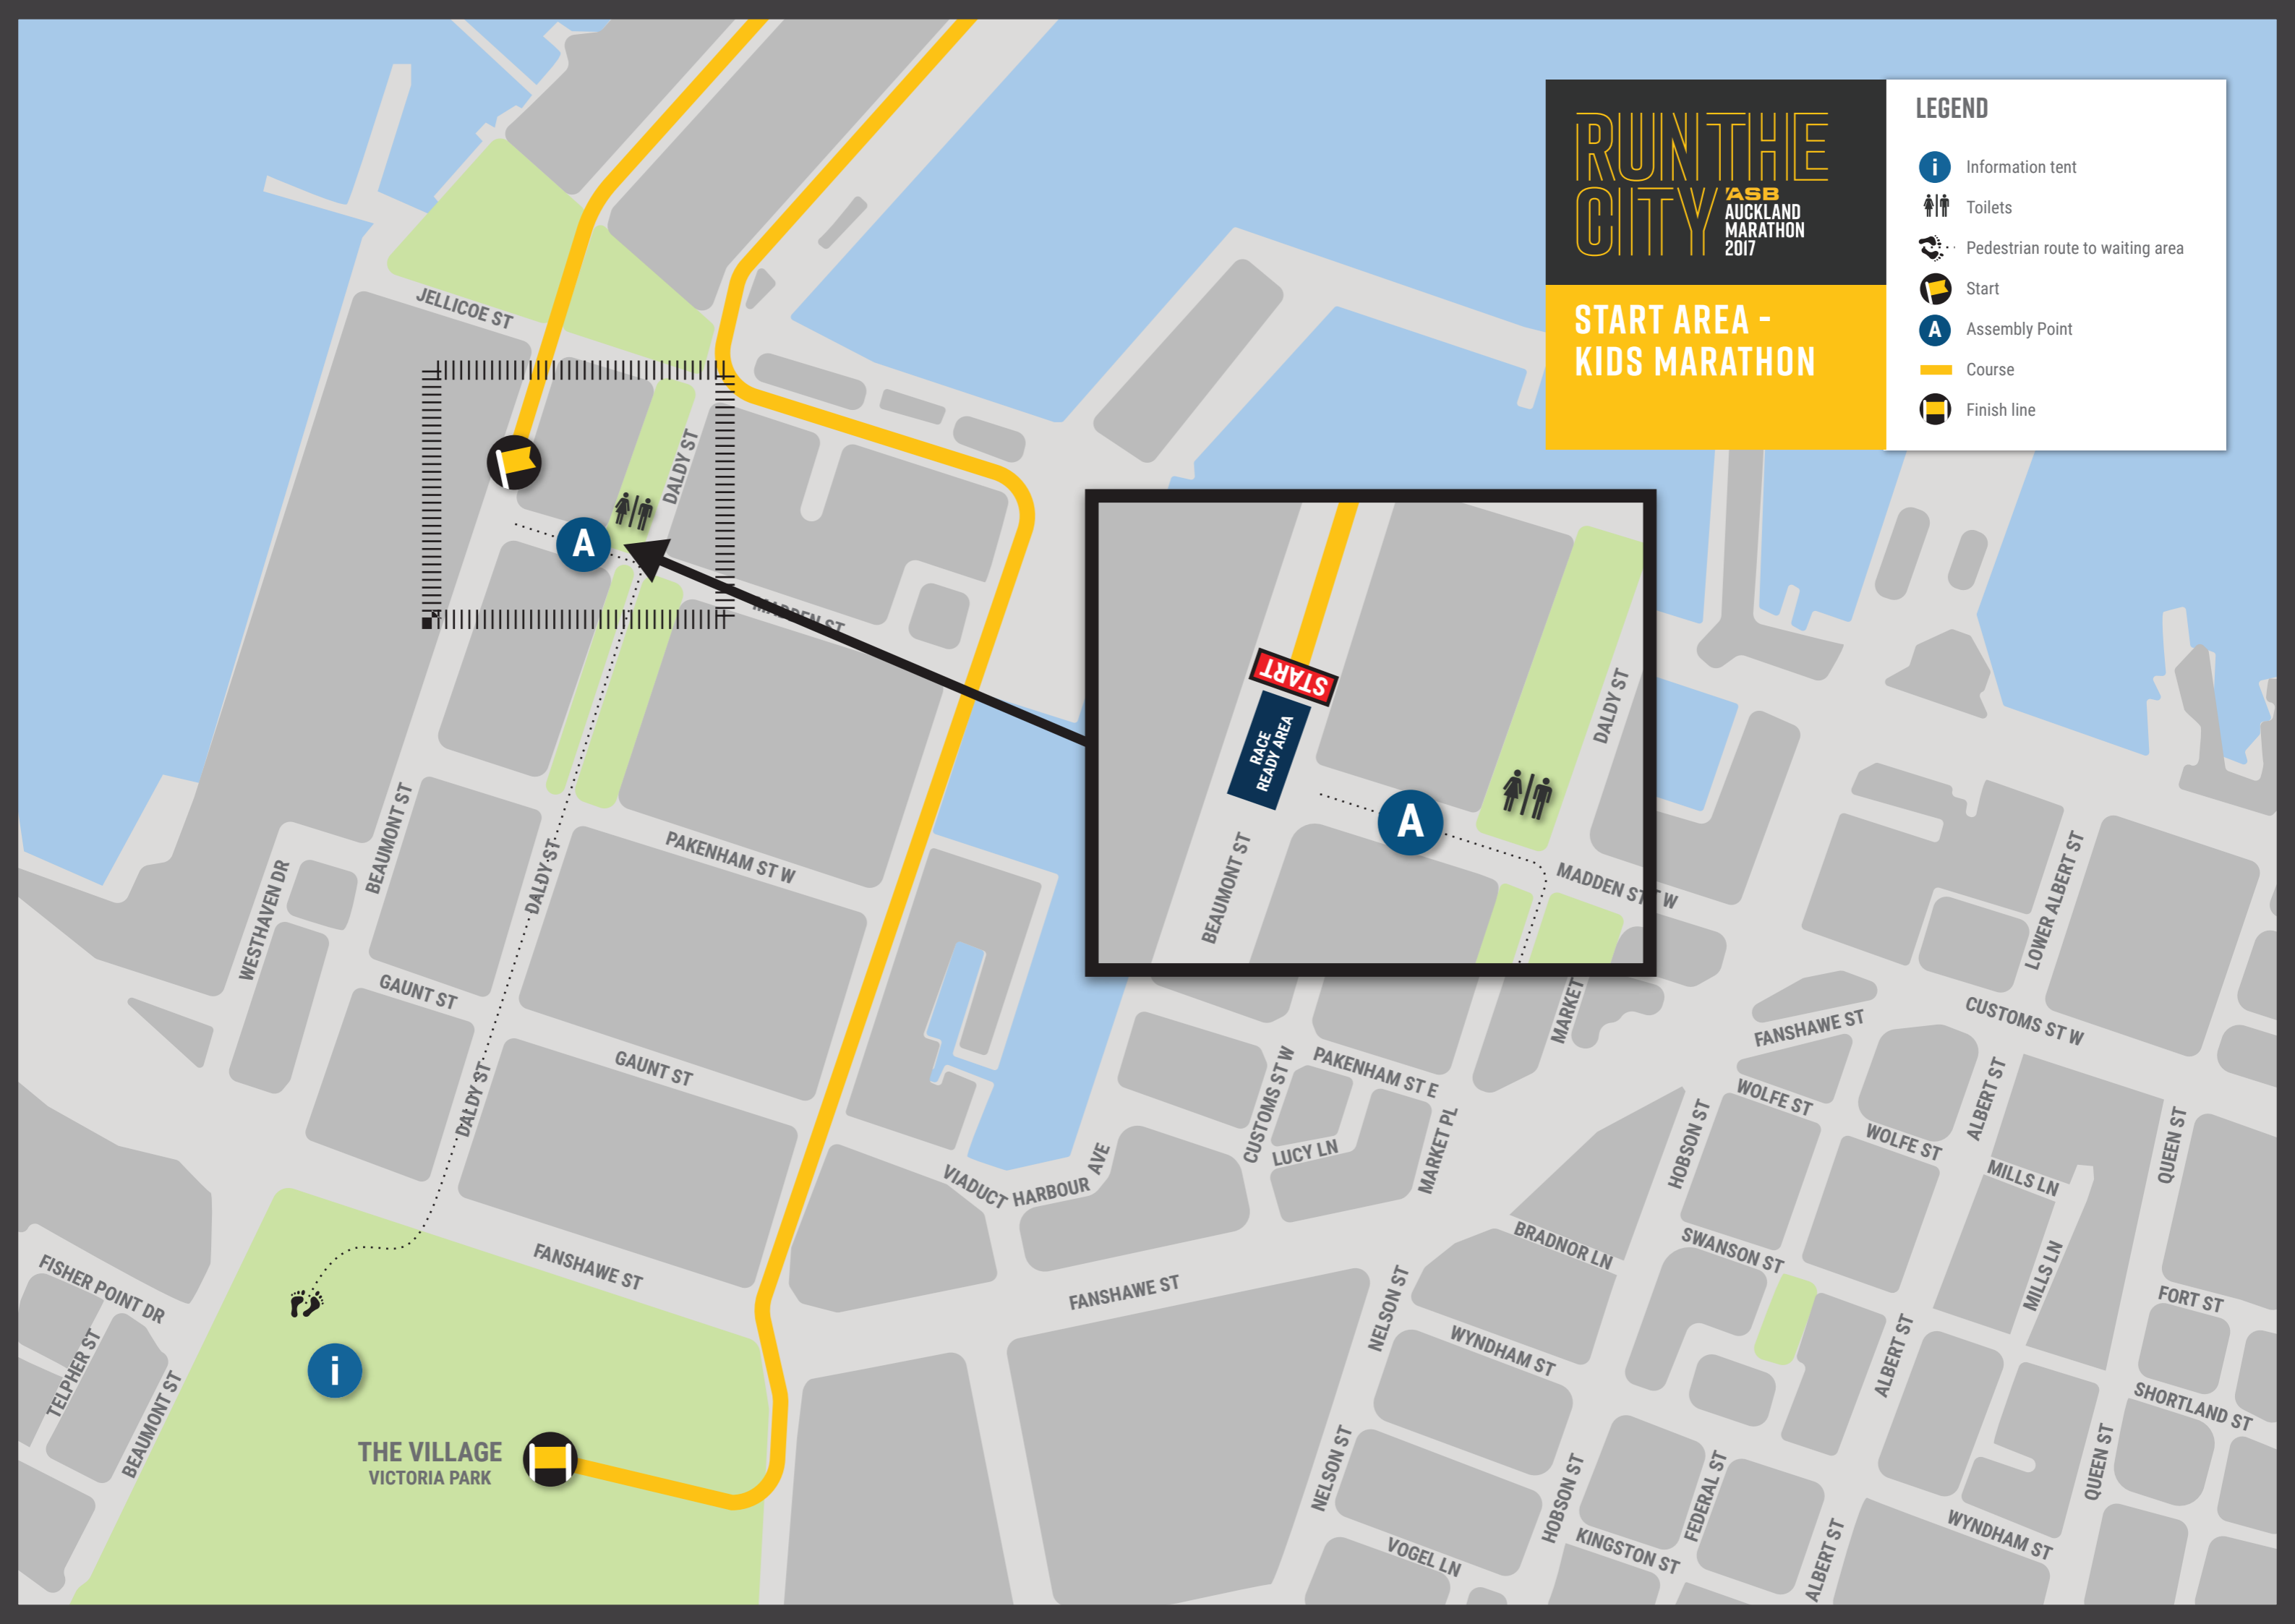 RUN THE
CITY
ASB
AUCKLAND
MARATHON
2017
START AREA -
KIDS MARATHON
LEGEND
i Information tent
Toilets
Pedestrian route to waiting area
Start
A Assembly Point
Course
Finish line
JELLICOE ST
DALDY ST
A
MADDEN ST
START
RACE
READY AREA
DALDY ST
A
MADDEN ST W
BEAUMONT ST
BEAUMONT ST
WESTHAVEN DR
DALDY ST
PAKENHAM ST W
GAUNT ST
GAUNT ST
DALDY ST
FANSHAWE ST
VIADUCT HARBOUR AVE
FANSHAWE ST
CUSTOMS ST W
PAKENHAM ST E
LUCY LN
MARKET PL
MARKET
LOWER ALBERT ST
CUSTOMS ST W
FANSHAWE ST
WOLFE ST
WOLFE ST
ALBERT ST
HOBSON ST
MILLS LN
QUEEN ST
BRADNOR LN
SWANSON ST
MILLS LN
FORT ST
NELSON ST
WYNDHAM ST
ALBERT ST
SHORTLAND ST
NELSON ST
HOBSON ST
FEDERAL ST
QUEEN ST
VOGEL LN
KINGSTON ST
ALBERT ST
WYNDHAM ST
FISHER POINT DR
TELPHER ST
BEAUMONT ST
i
THE VILLAGE
VICTORIA PARK